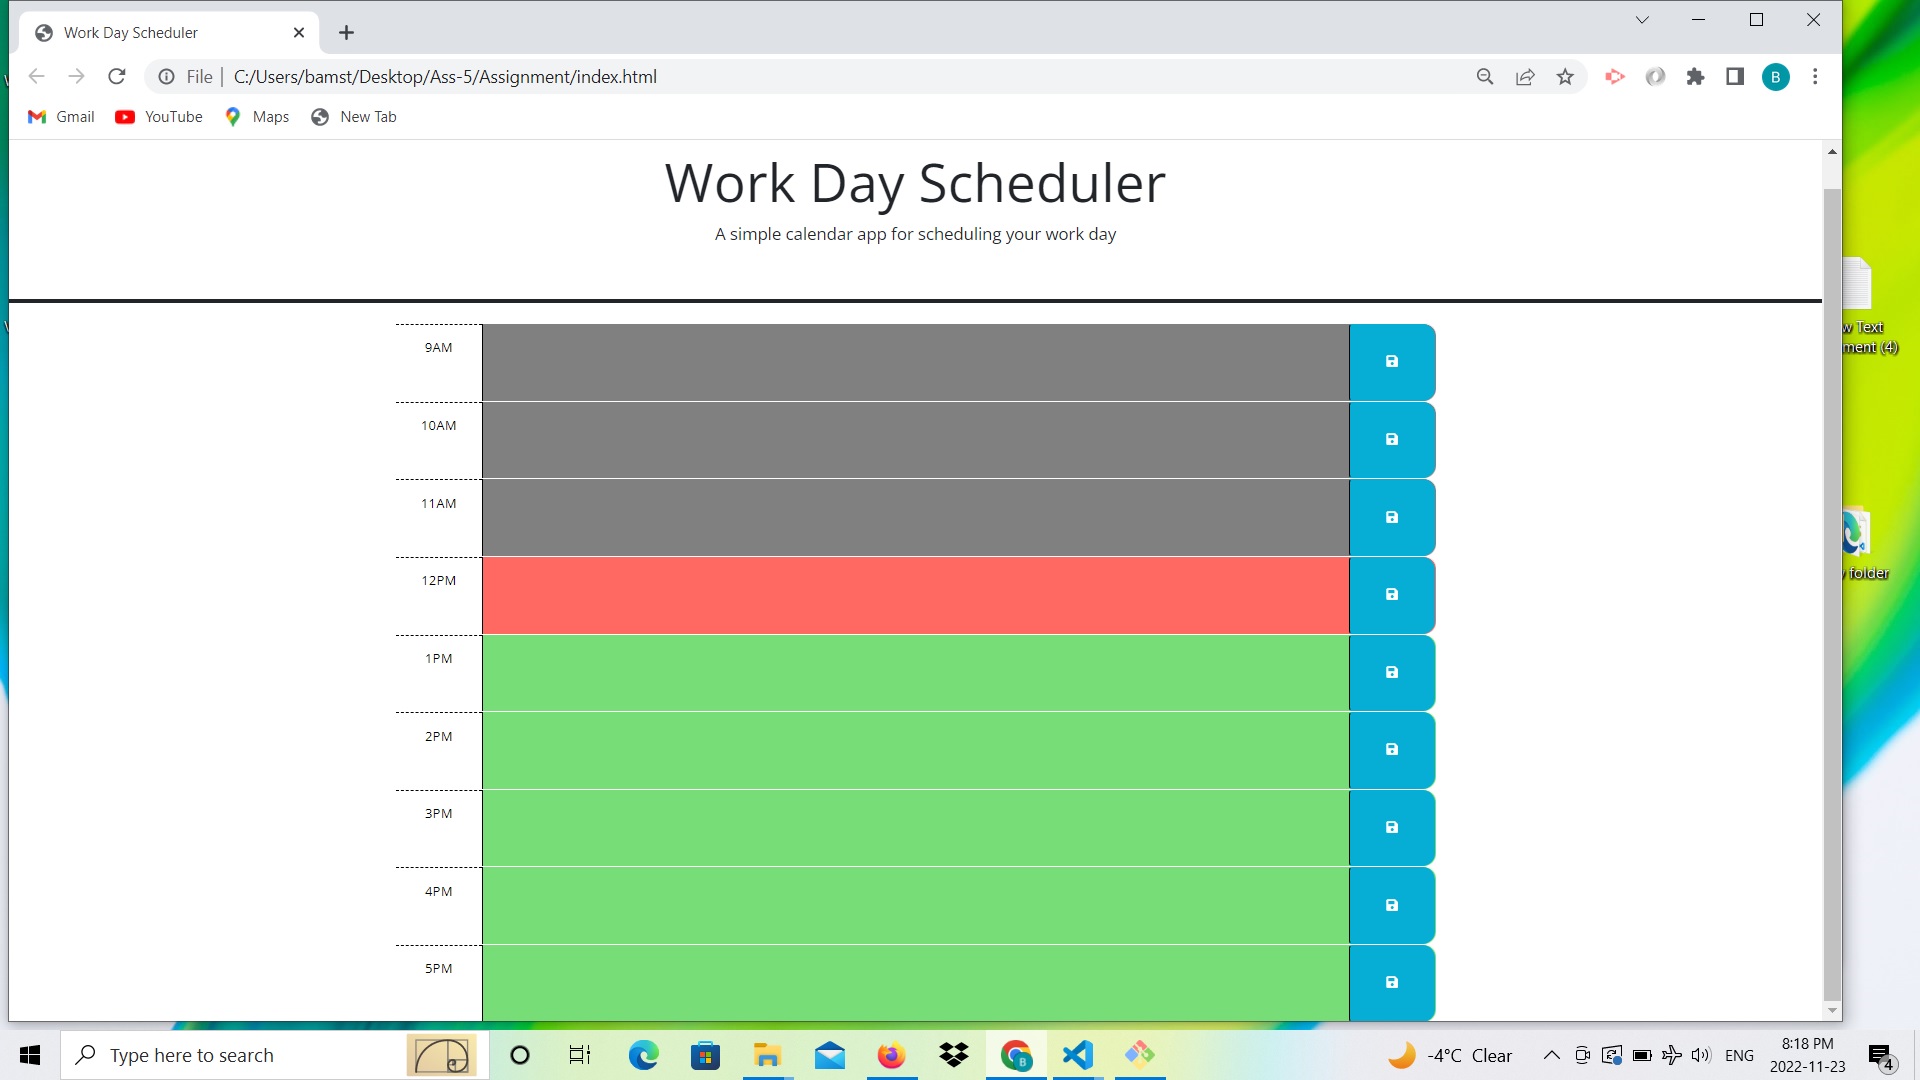 Work Day Scheduler
File | C:/Users/bamst/Desktop/Ass-5/Assignment/index.html
B
Gmail YouTube Maps New Tab
Work Day Scheduler
A simple calendar app for scheduling your work day
9AM
10AM
11AM
12PM
1PM
2PM
3PM
4PM
5PM
w Text
ment (4)
folder
Type here to search
B
-4°C Clear
ENG
8:18 PM
2022-11-23
4